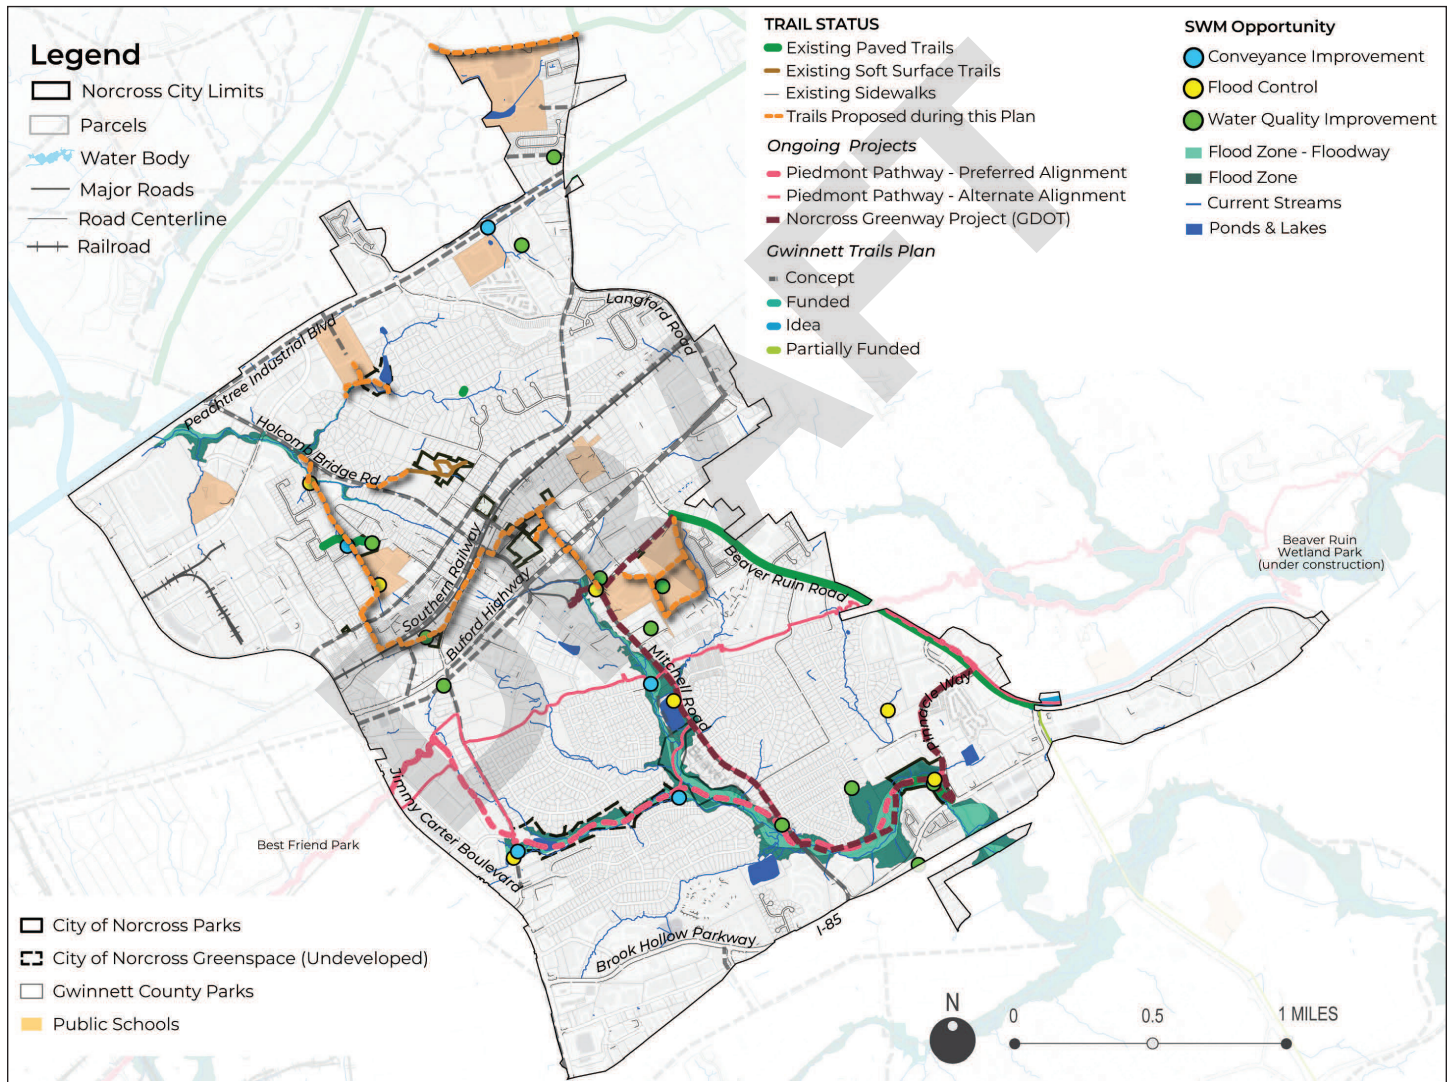 Legend
Norcross City Limits
Parcels
Water Body
Major Roads
Road Centerline
Railroad
TRAIL STATUS
Existing Paved Trails
Existing Soft Surface Trails
Existing Sidewalks
Trails Proposed during this Plan
Ongoing Projects
Piedmont Pathway - Preferred Alignment
Piedmont Pathway - Alternate Alignment
Norcross Greenway Project (GDOT)
Gwinnett Trails Plan
Concept
Funded
Idea
Partially Funded
SWM Opportunity
Conveyance Improvement
Flood Control
Water Quality Improvement
Flood Zone - Floodway
Flood Zone
Current Streams
Ponds & Lakes
DRAFT
Langford Road
Peachtree Industrial Blvd
Holcomb Bridge Rd
Southern Railway
Buford Highway
Beaver Ruin Road
Beaver Ruin
Wetland Park
(under construction)
Mitchell Road
Pinnacle Way
Jimmy Carter Boulevard
Best Friend Park
I-85
Brook Hollow Parkway
City of Norcross Parks
City of Norcross Greenspace (Undeveloped)
Gwinnett County Parks
Public Schools
N
0
0.5
1 MILES